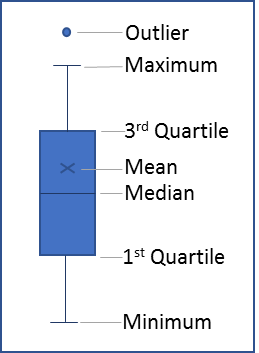 Outlier
Maximum
3rd Quartile
Mean
Median
1st Quartile
Minimum